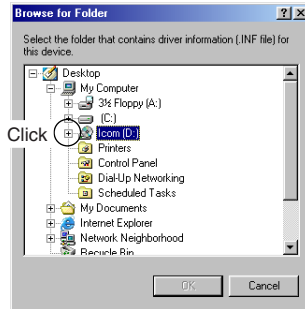 Browse for Folder
Select the folder that contains driver information (.INF file) for
this device.
Desktop
My Computer
3½ Floppy (A:)
(C:)
Click
Icom (D:)
Printers
Control Panel
Dial-Up Networking
Scheduled Tasks
My Documents
Internet Explorer
Network Neighborhood
Recycle Bin
OK
Cancel